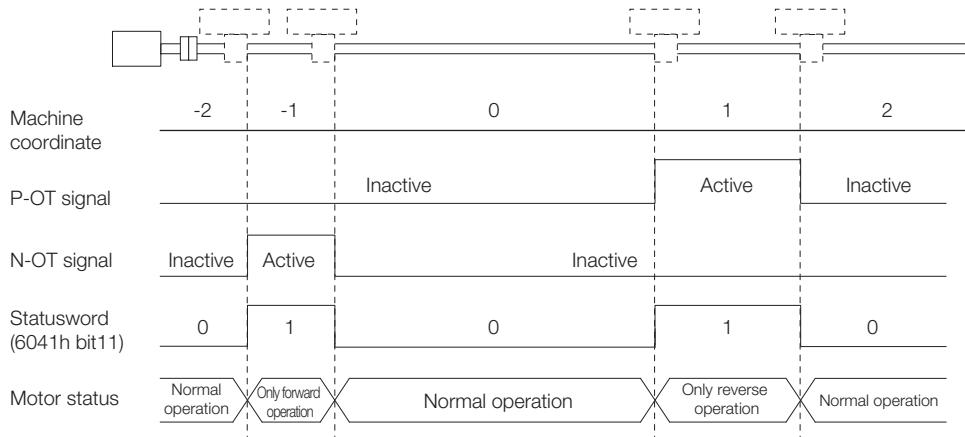 Machine
coordinate
-2 -1 0 1 2
P-OT signal
Inactive Active Inactive
N-OT signal
Inactive Active Inactive
Statusword
(6041h bit11)
0 1 0 1 0
Motor status
Normal
operation
Only forward
operation
Normal operation
Only reverse
operation
Normal operation